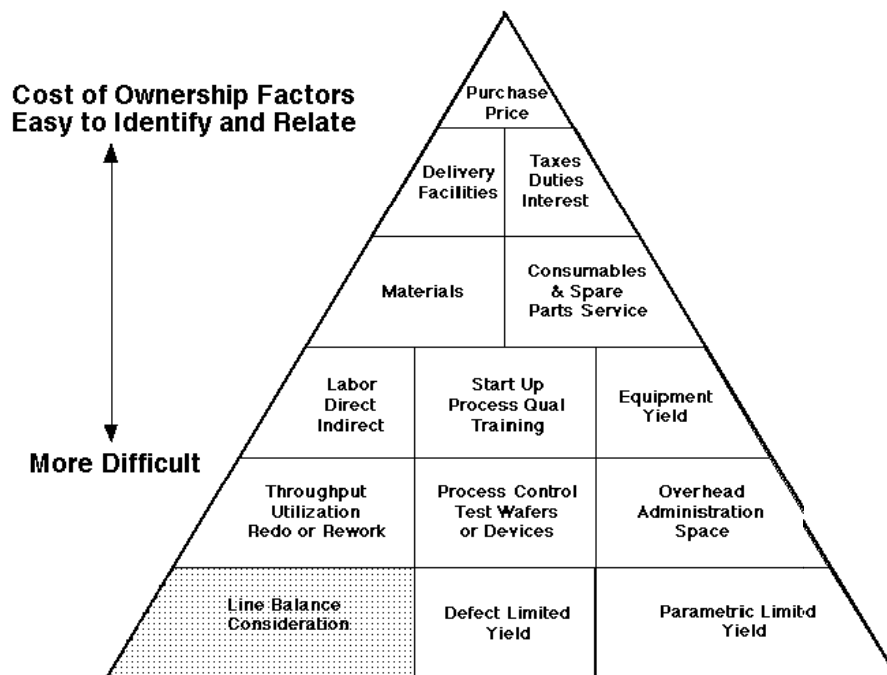 Cost of Ownership Factors
Easy to Identify and Relate
More Difficult
Purchase
Price
Delivery
Facilities
Taxes
Duties
Interest
Materials
Consumables
& Spare
Parts Service
Labor
Direct
Indirect
Start Up
Process Qual
Training
Equipment
Yield
Throughput
Utilization
Redo or Rework
Process Control
Test Wafers
or Devices
Overhead
Administration
Space
Line Balance
Consideration
Defect Limited
Yield
Parametric Limitd
Yield